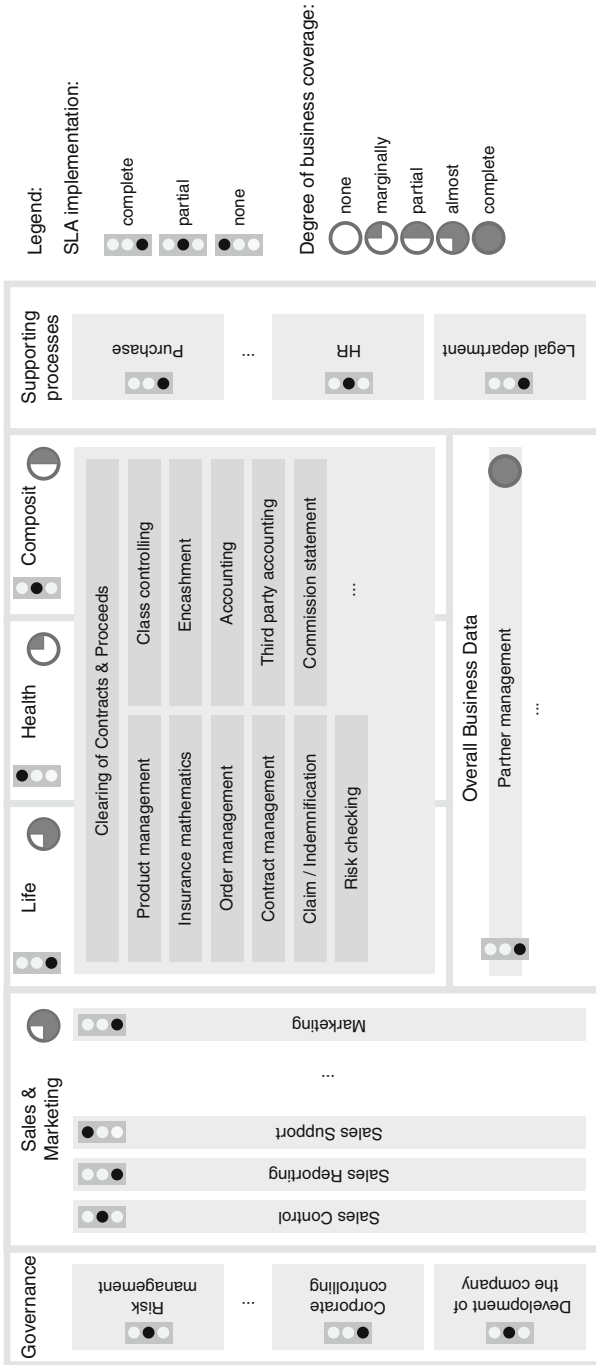 Governance
Risk
management
...
Corporate
controlling
Development of
the company
Sales &
Marketing
Sales Control
Sales Reporting
Sales Support
...
Marketing
Life
Health
Composit
Clearing of Contracts & Proceeds
Product management
Insurance mathematics
Order management
Contract management
Claim / Indemnification
Risk checking
Class controlling
Encashment
Accounting
Third party accounting
Commission statement
...
Overall Business Data
Partner management
...
Supporting
processes
Purchase
...
HR
Legal department
Legend:
SLA implementation:
complete
partial
none
Degree of business coverage:
none
marginally
partial
almost
complete